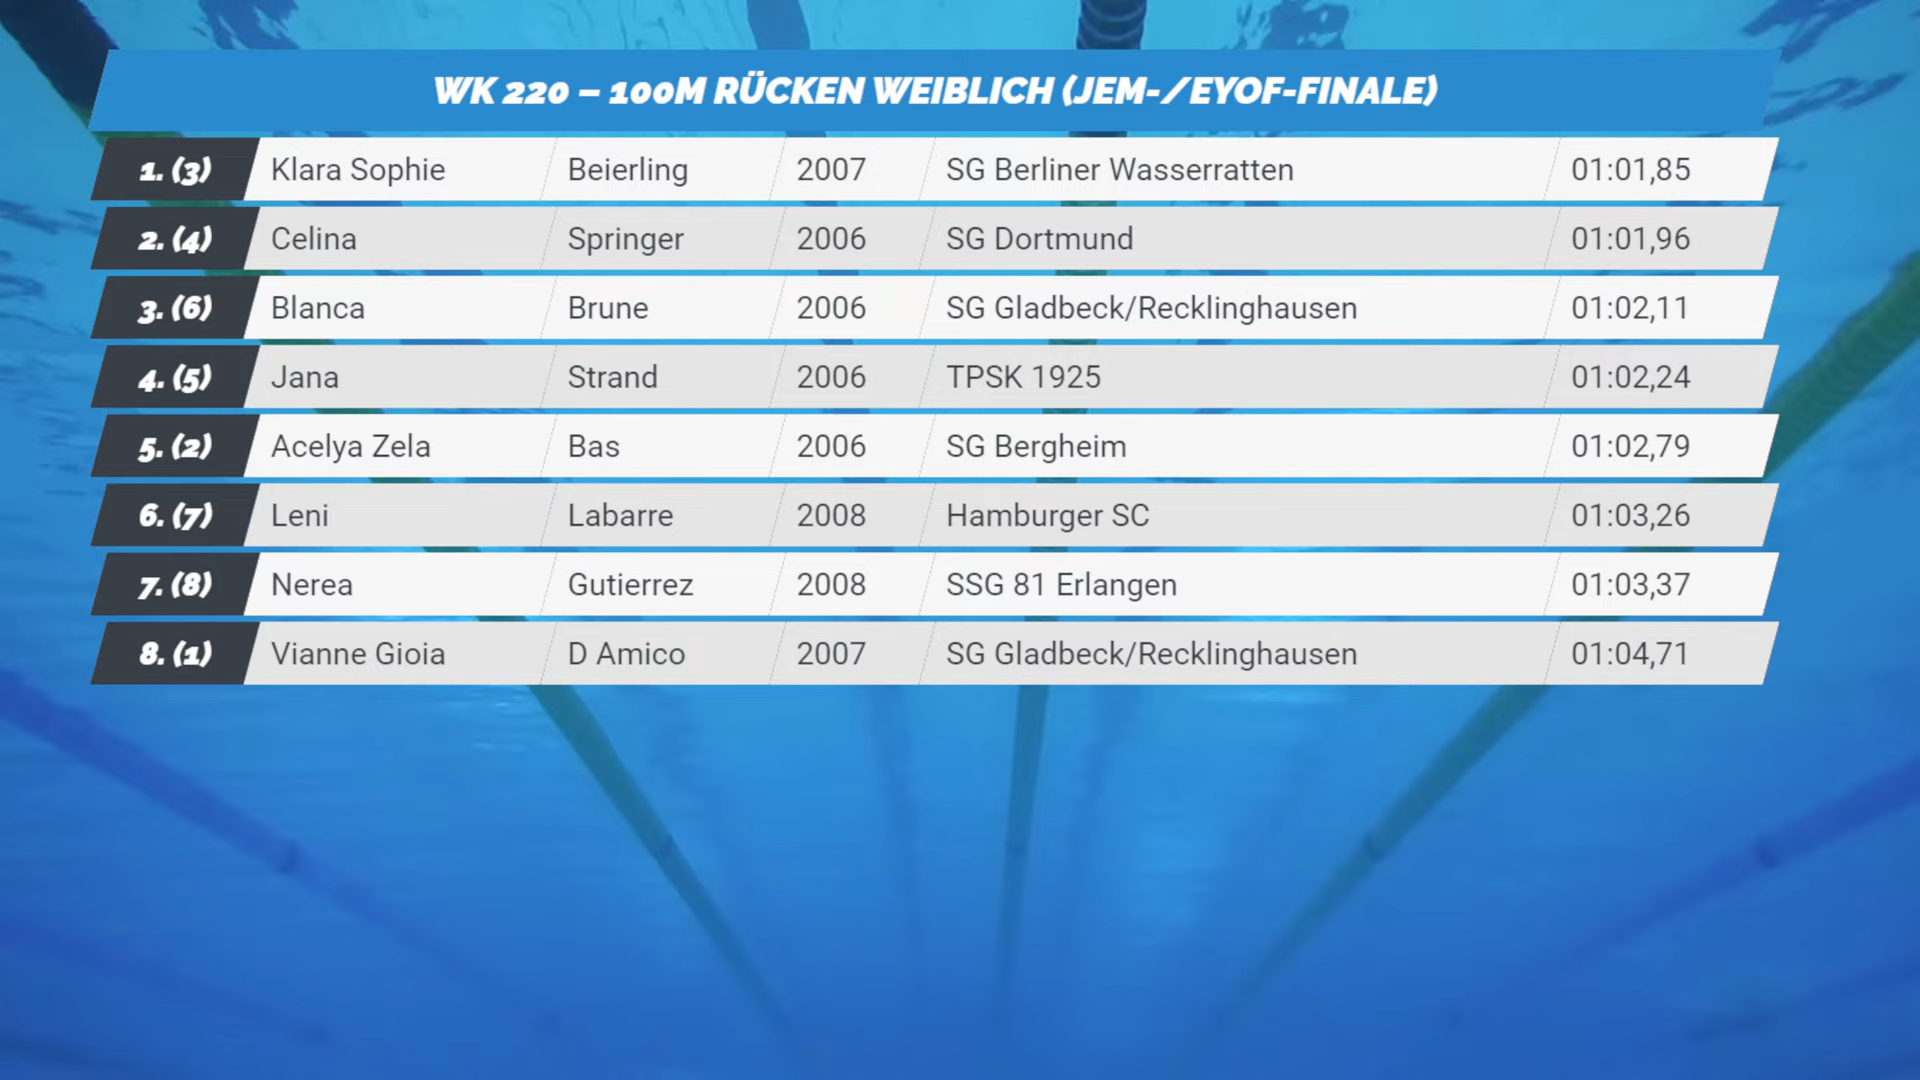 WK 220 – 100M RÜCKEN WEIBLICH (JEM-/EYOF-FINALE)
1. (3) Klara Sophie Beierling 2007 SG Berliner Wasserratten 01:01,85
2. (4) Celina Springer 2006 SG Dortmund 01:01,96
3. (6) Blanca Brune 2006 SG Gladbeck/Recklinghausen 01:02,11
4. (5) Jana Strand 2006 TPSK 1925 01:02,24
5. (2) Acelya Zela Bas 2006 SG Bergheim 01:02,79
6. (7) Leni Labarre 2008 Hamburger SC 01:03,26
7. (8) Nerea Gutierrez 2008 SSG 81 Erlangen 01:03,37
8. (1) Vianne Gioia D Amico 2007 SG Gladbeck/Recklinghausen 01:04,71